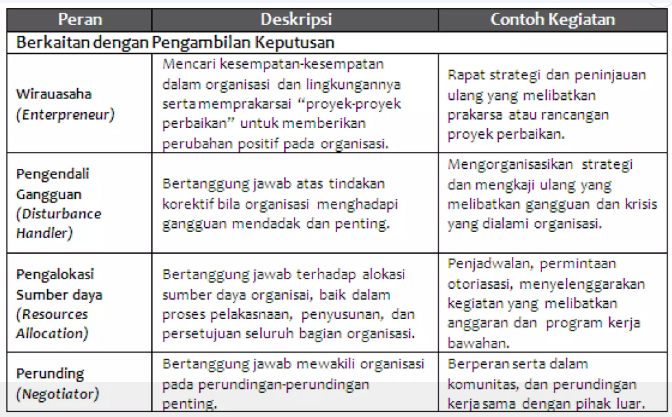 Peran Deskripsi Contoh Kegiatan
Berkaitan dengan Pengambilan Keputusan
Wirauasaha
(Enterpreneur)
Mencari kesempatan-kesempatan
dalam organisasi dan lingkungannya
serta memprakarsai “proyek-proyek
perbaikan” untuk memberikan
perubahan positif pada organisasi.
Rapat strategi dan peninjauan
ulang yang melibatkan
prakarsa atau rancangan
proyek perbaikan.
Pengendali
Gangguan
(Disturbance
Handler)
Bertanggung jawab atas tindakan
korektif bila organisasi menghadapi
gangguan mendadak dan penting.
Mengorganisasikan strategi
dan mengkaji ulang yang
melibatkan gangguan dan krisis
yang dialami organisasi.
Pengalokasi
Sumber daya
(Resources
Allocation)
Bertanggung jawab terhadap alokasi
sumber daya organisai, baik dalam
proses pelakasnaan, penyusunan, dan
persetujuan seluruh bagian organisasi.
Penjadwalan, permintaan
otoriasasi, menyelenggarakan
kegiatan yang melibatkan
anggaran dan program kerja
bawahan.
Perunding
(Negotiator)
Bertanggung jawab mewakili organisasi
pada perundingan-perundingan
penting.
Berperan serta dalam
komunitas, dan perundingan
kerja sama dengan pihak luar.